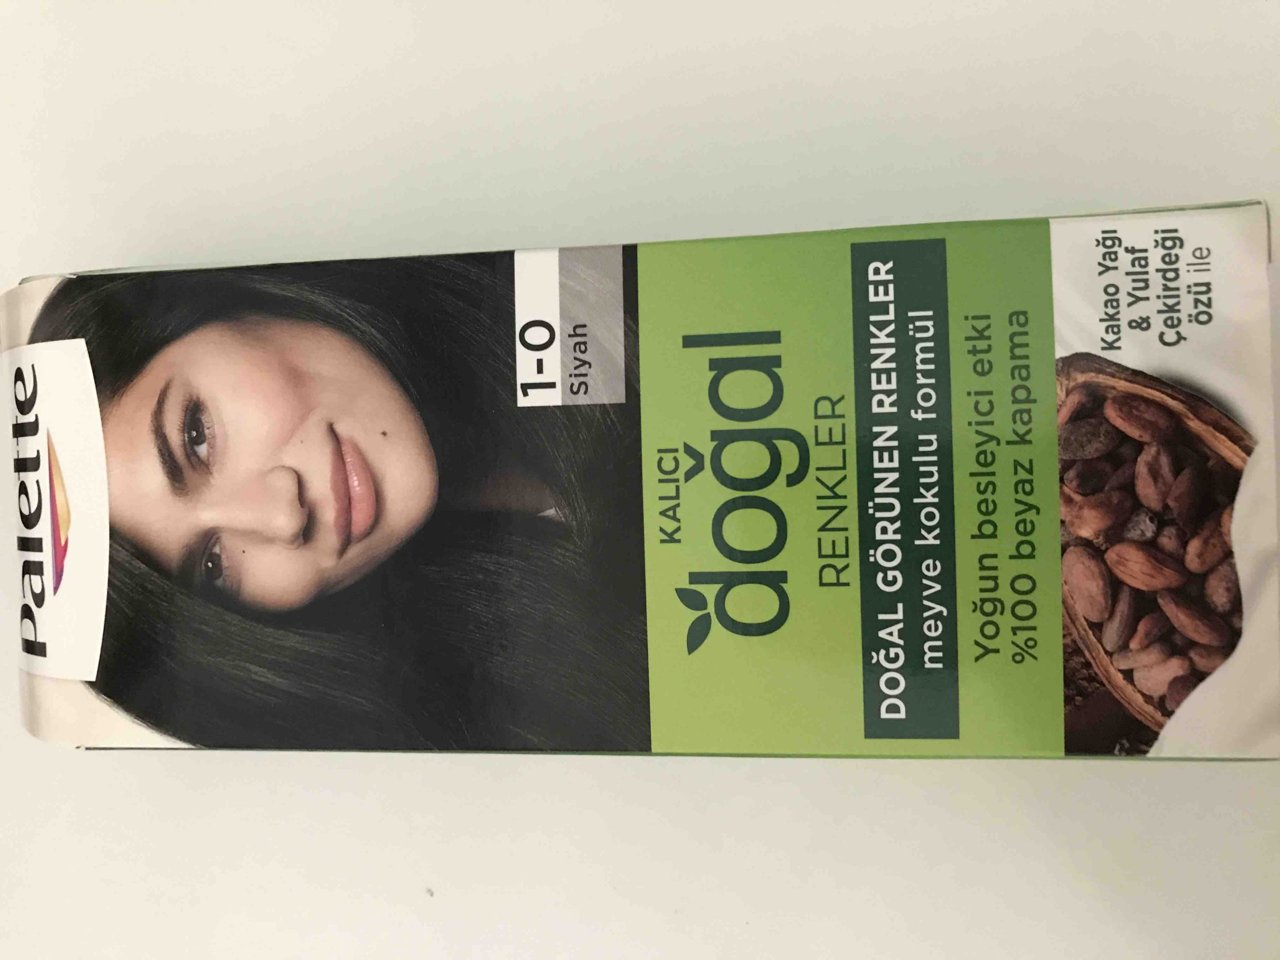 Palette
1-0
Siyah
KALICI
doğal
RENKLER
DOĞAL GÖRÜNEN RENKLER
meyve kokulu formül
Yoğun besleyici etki
%100 beyaz kapama
Kakao Yağı
& Yulaf
Çekirdeği
özü ile